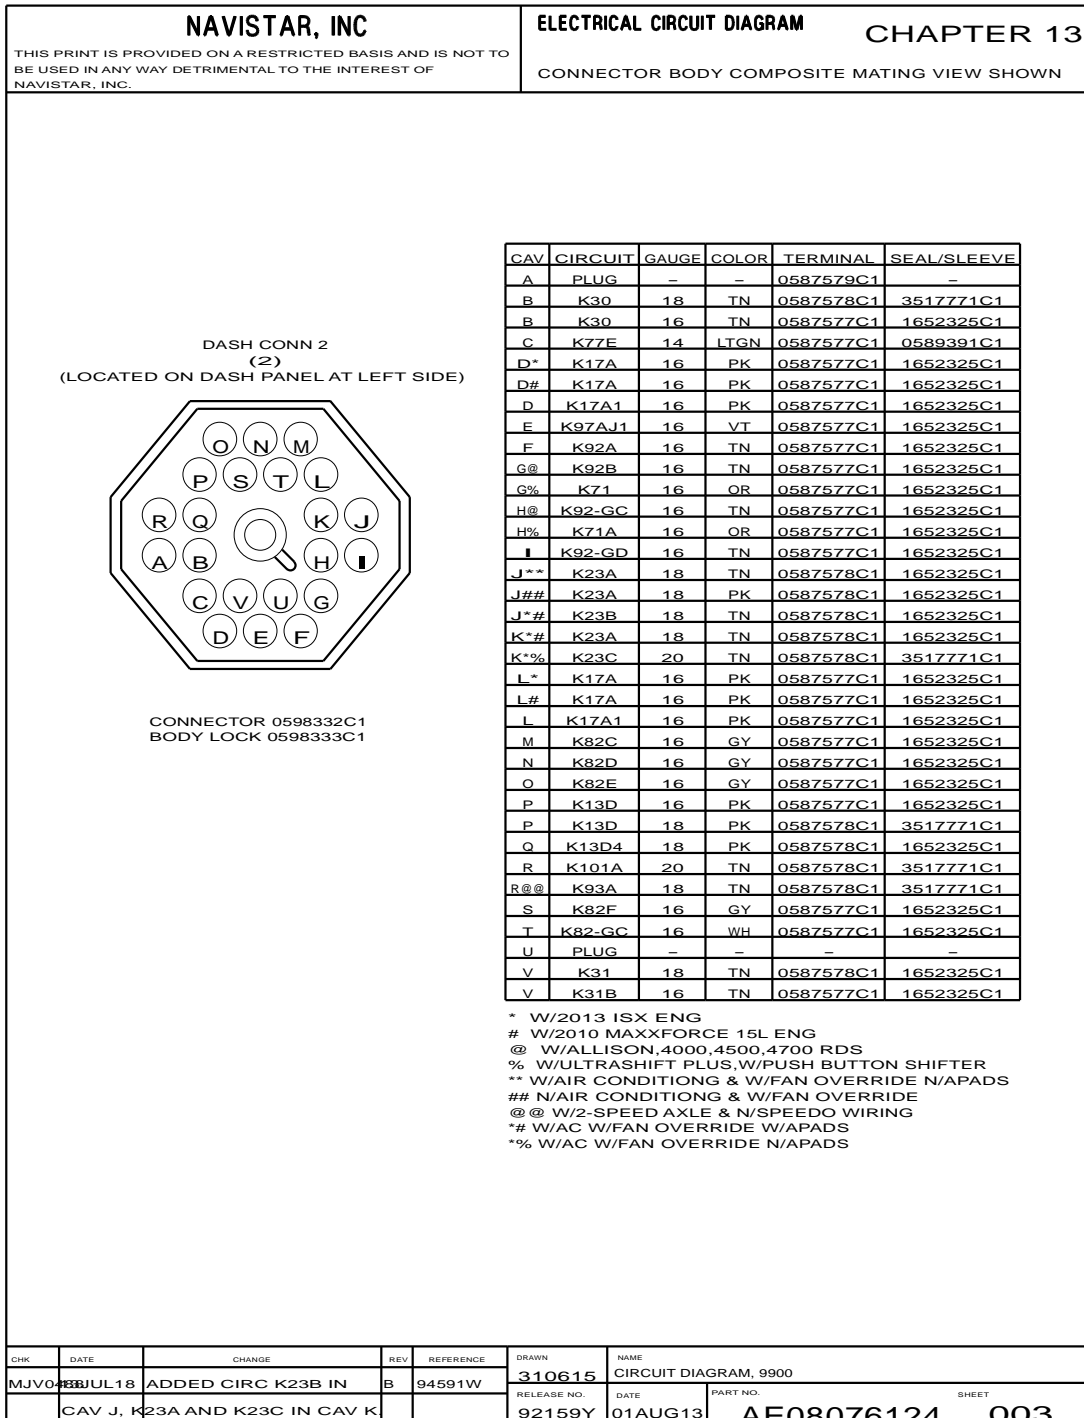 NAVISTAR, INC
THIS PRINT IS PROVIDED ON A RESTRICTED BASIS AND IS NOT TO
BE USED IN ANY WAY DETRIMENTAL TO THE INTEREST OF
NAVISTAR, INC.
ELECTRICAL CIRCUIT DIAGRAM
CHAPTER 13
CONNECTOR BODY COMPOSITE MATING VIEW SHOWN
DASH CONN 2
(2)
(LOCATED ON DASH PANEL AT LEFT SIDE)
O N M
P S T L
R Q K J
A B H I
C V U G
D E F
CONNECTOR 0598332C1
BODY LOCK 0598333C1
CAV CIRCUIT GAUGE COLOR TERMINAL SEAL/SLEEVE
A PLUG – – 0587579C1 –
B K30 18 TN 0587578C1 3517771C1
B K30 16 TN 0587577C1 1652325C1
C K77E 14 LTGN 0587577C1 0589391C1
D* K17A 16 PK 0587577C1 1652325C1
D# K17A 16 PK 0587577C1 1652325C1
D K17A1 16 PK 0587577C1 1652325C1
E K97AJ1 16 VT 0587577C1 1652325C1
F K92A 16 TN 0587577C1 1652325C1
G@ K92B 16 TN 0587577C1 1652325C1
G% K71 16 OR 0587577C1 1652325C1
H@ K92-GC 16 TN 0587577C1 1652325C1
H% K71A 16 OR 0587577C1 1652325C1
I K92-GD 16 TN 0587577C1 1652325C1
J** K23A 18 TN 0587578C1 1652325C1
J## K23A 18 PK 0587578C1 1652325C1
J*# K23B 18 TN 0587578C1 1652325C1
K*# K23A 18 TN 0587578C1 1652325C1
K*% K23C 20 TN 0587578C1 3517771C1
L* K17A 16 PK 0587577C1 1652325C1
L# K17A 16 PK 0587577C1 1652325C1
L K17A1 16 PK 0587577C1 1652325C1
M K82C 16 GY 0587577C1 1652325C1
N K82D 16 GY 0587577C1 1652325C1
O K82E 16 GY 0587577C1 1652325C1
P K13D 16 PK 0587577C1 1652325C1
P K13D 18 PK 0587578C1 3517771C1
Q K13D4 18 PK 0587578C1 1652325C1
R K101A 20 TN 0587578C1 3517771C1
R@@ K93A 18 TN 0587578C1 3517771C1
S K82F 16 GY 0587577C1 1652325C1
T K82-GC 16 WH 0587577C1 1652325C1
U PLUG – – – –
V K31 18 TN 0587578C1 1652325C1
V K31B 16 TN 0587577C1 1652325C1
* W/2013 ISX ENG
# W/2010 MAXXFORCE 15L ENG
@ W/ALLISON,4000,4500,4700 RDS
% W/ULTRASHIFT PLUS,W/PUSH BUTTON SHIFTER
** W/AIR CONDITIONG & W/FAN OVERRIDE N/APADS
## N/AIR CONDITIONG & W/FAN OVERRIDE
@@ W/2-SPEED AXLE & N/SPEEDO WIRING
*# W/AC W/FAN OVERRIDE W/APADS
*% W/AC W/FAN OVERRIDE N/APADS
CHK DATE CHANGE REV REFERENCE
ADDED CIRC K23B IN B 94591W
CAV J, K23A AND K23C IN CAV K.
DRAWN
310615
NAME
CIRCUIT DIAGRAM, 9900
RELEASE NO.
92159Y
DATE
01AUG13
PART NO.
AE08076124
SHEET
003